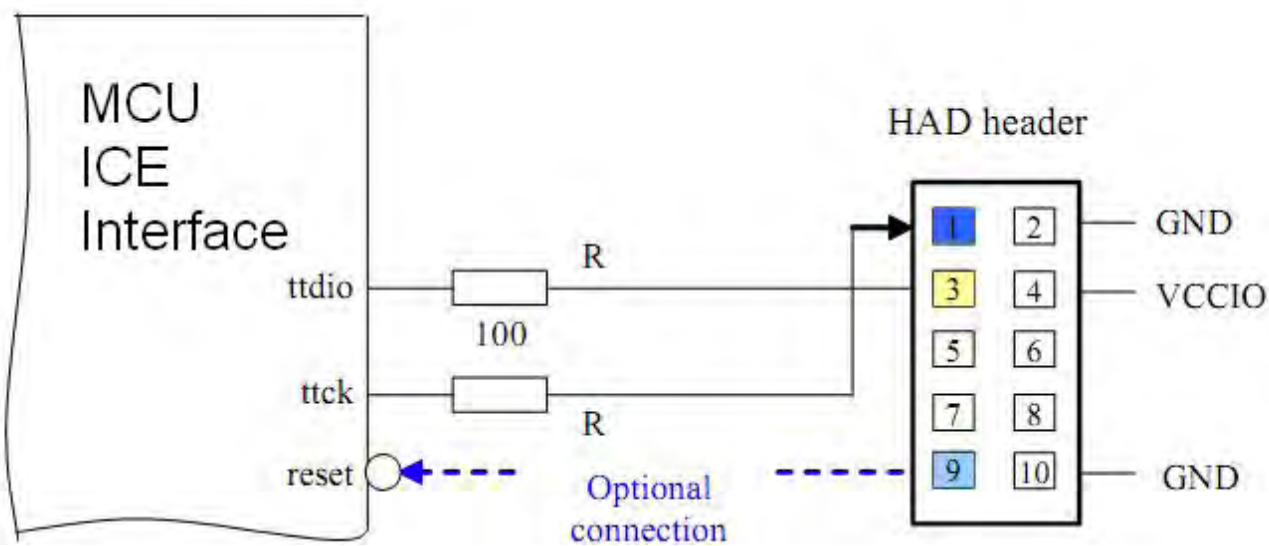 MCU
ICE
Interface
HAD header
1
2
GND
R
ttdio
3
4
VCCIO
100
5
6
ttck
R
7
8
reset
9
10
GND
Optional
connection